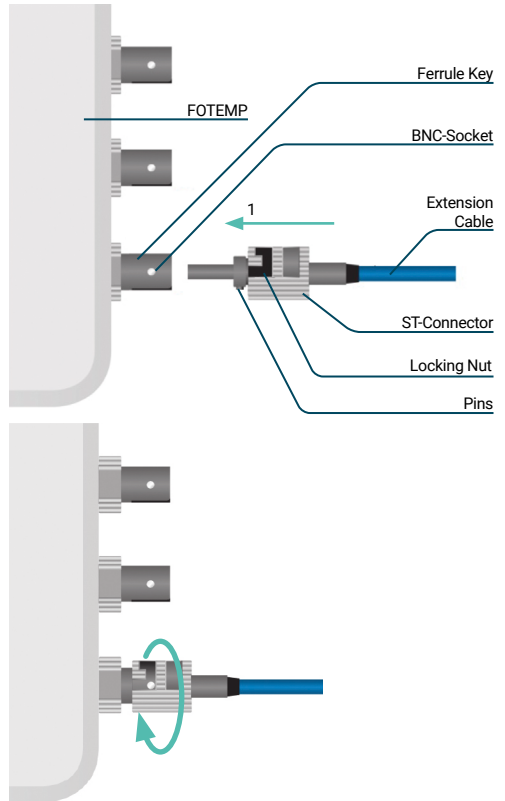 Ferrule Key
FOTEMP
BNC-Socket
Extension
Cable
1
ST-Connector
Locking Nut
Pins